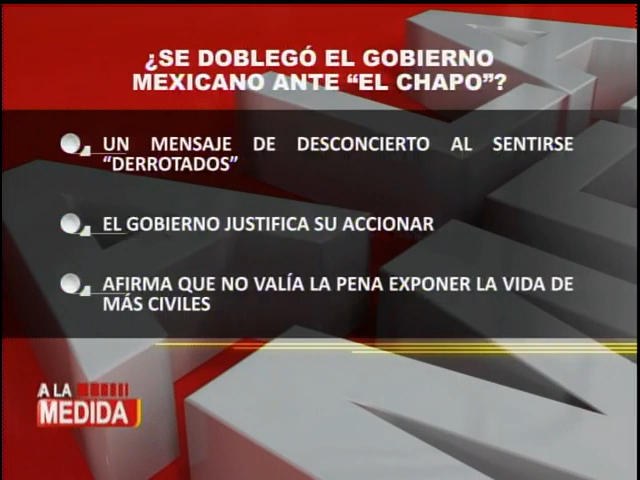 ¿SE DOBLEGÓ EL GOBIERNO
MEXICANO ANTE “EL CHAPO”?
UN MENSAJE DE DESCONCIERTO AL SENTIRSE
“DERROTADOS”
EL GOBIERNO JUSTIFICA SU ACCIONAR
AFIRMA QUE NO VALÍA LA PENA EXPONER LA VIDA DE
MÁS CIVILES
A LA
MEDIDA